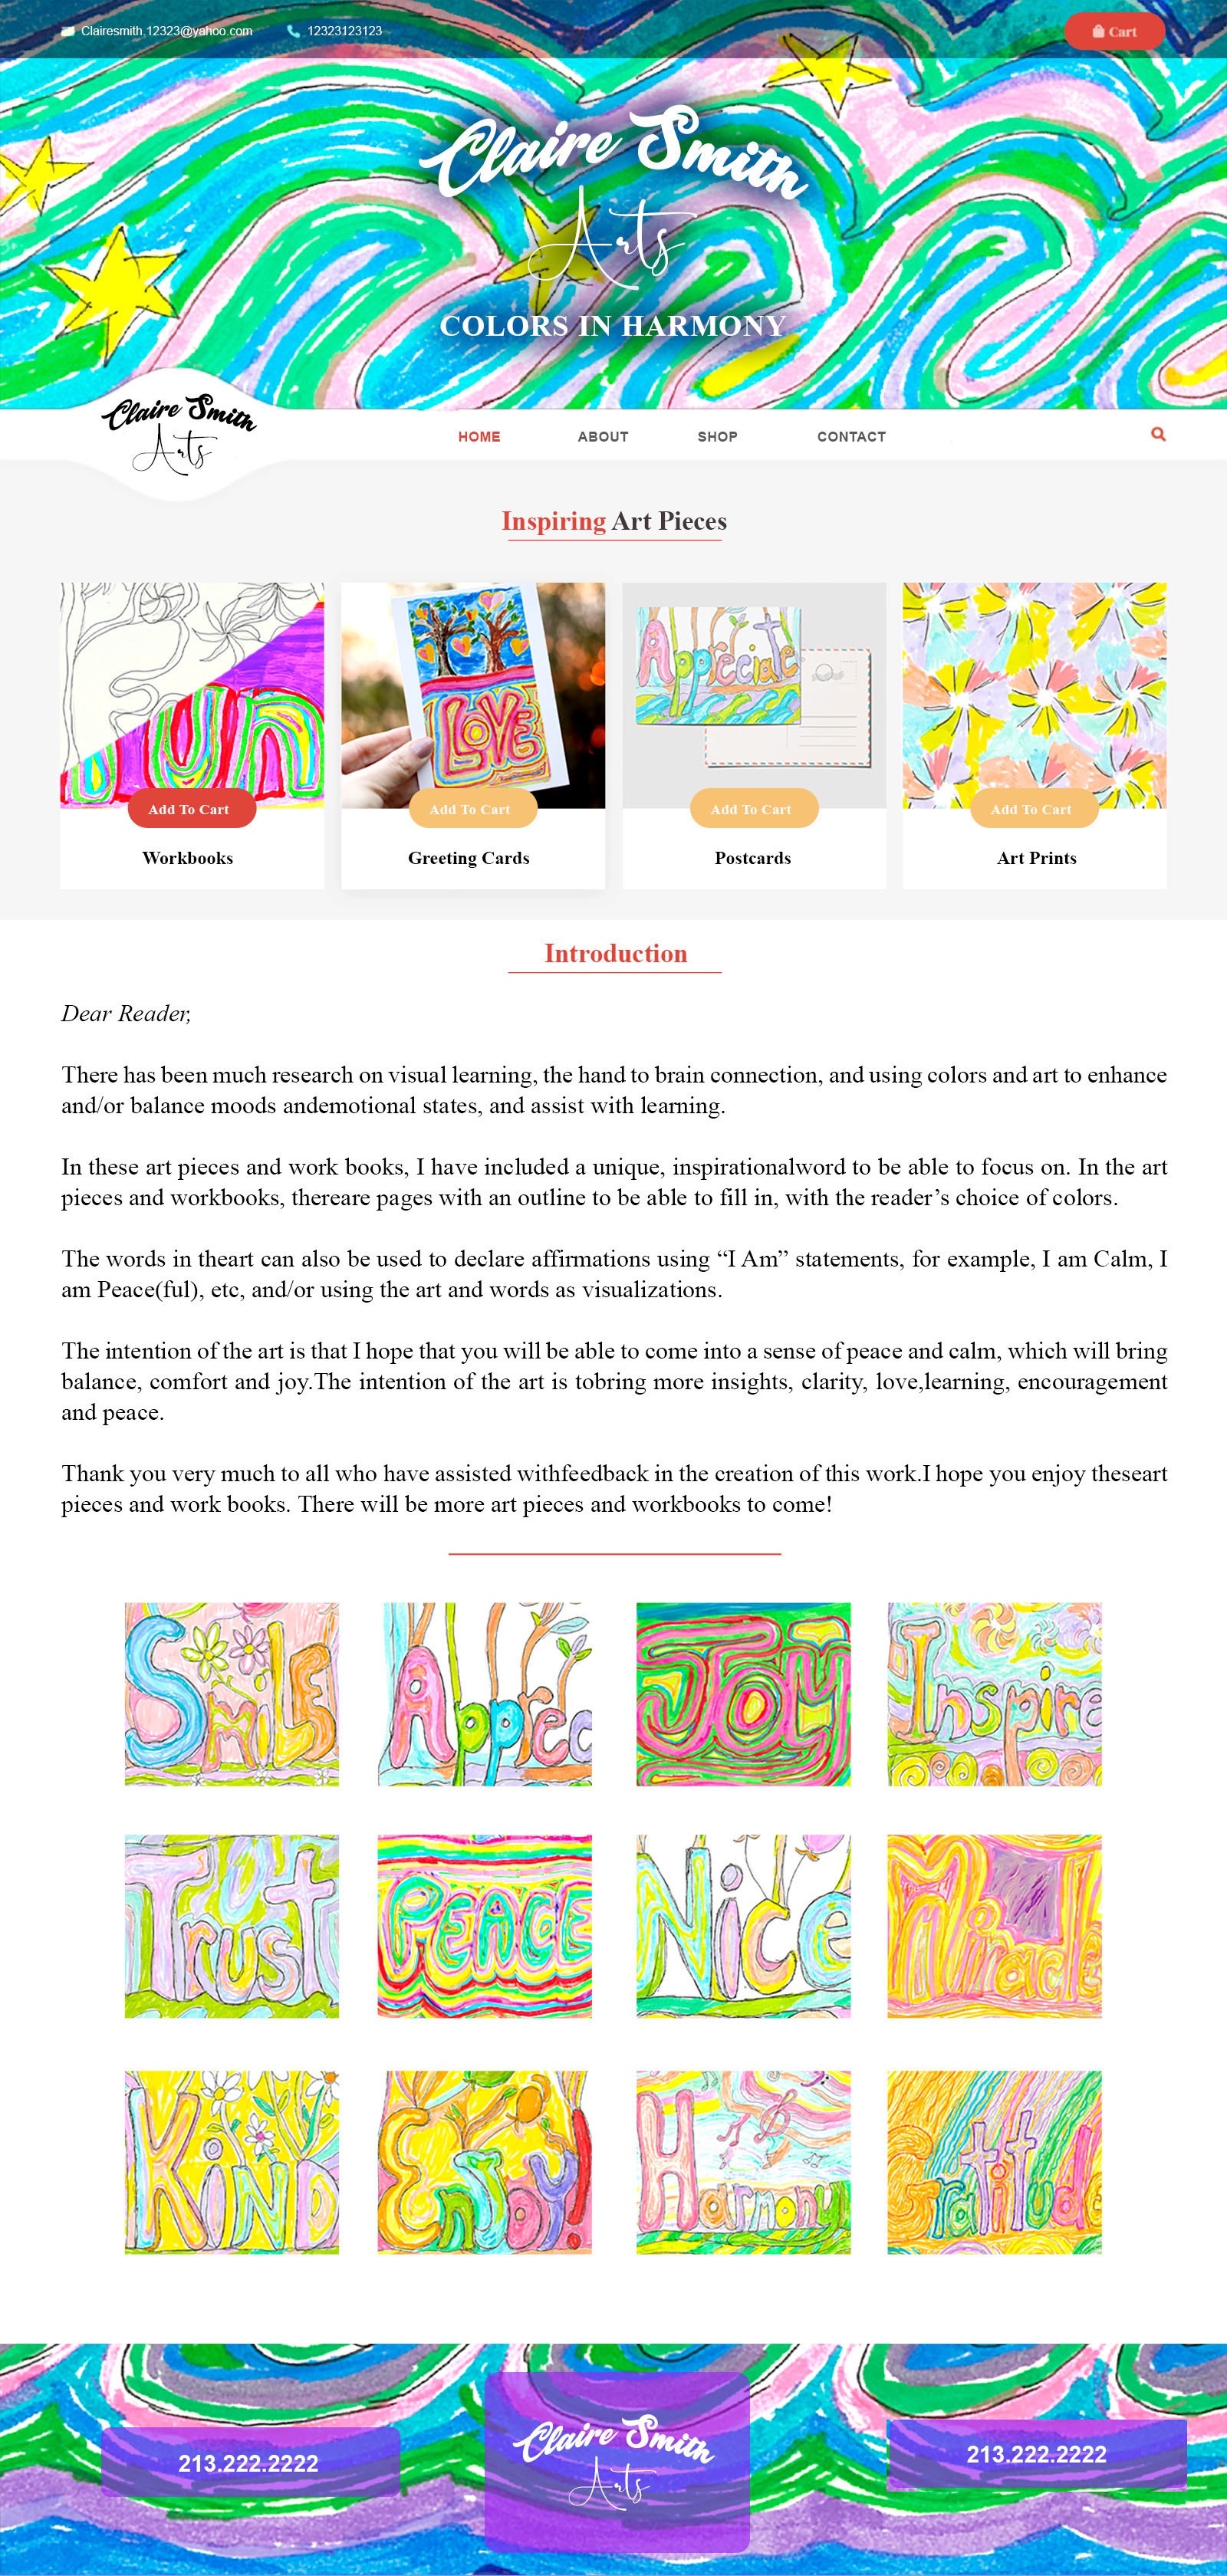 Clairesmith.12323@yahoo.com 12323123123 Cart
Claire Smith
Arts
COLORS IN HARMONY
Claire Smith
Arts
HOME ABOUT SHOP CONTACT
Inspiring Art Pieces
LOVE
Appreciate
Add To Cart Add To Cart Add To Cart Add To Cart
Workbooks Greeting Cards Postcards Art Prints
Introduction
Dear Reader,
There has been much research on visual learning, the hand to brain connection, and using colors and art to enhance
and/or balance moods andemotional states, and assist with learning.
In these art pieces and work books, I have included a unique, inspirationalword to be able to focus on. In the art
pieces and workbooks, thereare pages with an outline to be able to fill in, with the reader’s choice of colors.
The words in theart can also be used to declare affirmations using “I Am” statements, for example, I am Calm, I
am Peace(ful), etc, and/or using the art and words as visualizations.
The intention of the art is that I hope that you will be able to come into a sense of peace and calm, which will bring
balance, comfort and joy.The intention of the art is tobring more insights, clarity, love,learning, encouragement
and peace.
Thank you very much to all who have assisted withfeedback in the creation of this work.I hope you enjoy theseart
pieces and work books. There will be more art pieces and workbooks to come!
SmiLE Apprec Joy Inspire
Trust PEACE Nice Miracle
KiND Enjoy! Harmony Gratitude
Claire Smith
Arts
213.222.2222 213.222.2222